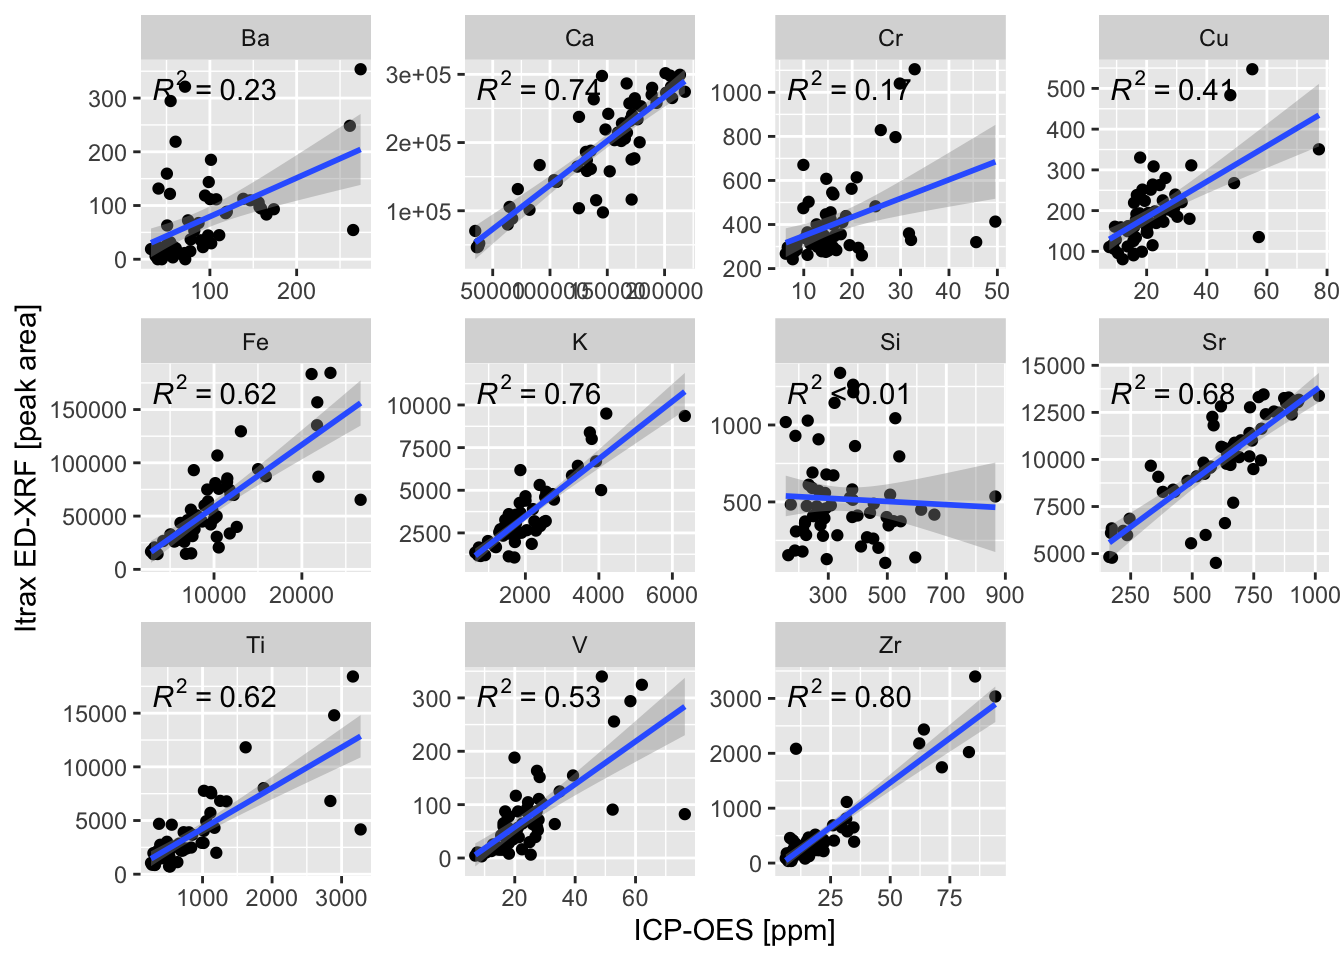 Ba Ca Cr Cu
R² = 0.23 R² = 0.74 R² = 0.17 R² = 0.41
300 3e+05 1000 500
200 2e+05 800 400
100 1e+05 600 300
0 400 200
200 100
100 200 50000 100000 150000 200000 10 20 30 40 50 20 40 60 80
Fe K Si Sr
R² = 0.62 R² = 0.76 R² < 0.01 R² = 0.68
150000 10000 1000 15000
100000 7500 500 12500
50000 5000 10000
0 2500 7500
5000
10000 20000 2000 4000 6000 300 500 700 900 250 500 750 1000
Ti V Zr
R² = 0.62 R² = 0.53 R² = 0.80
15000 300 3000
10000 200 2000
5000 100 1000
0 0 0
1000 2000 3000 20 40 60 25 50 75
Itrax ED-XRF [peak area]
ICP-OES [ppm]